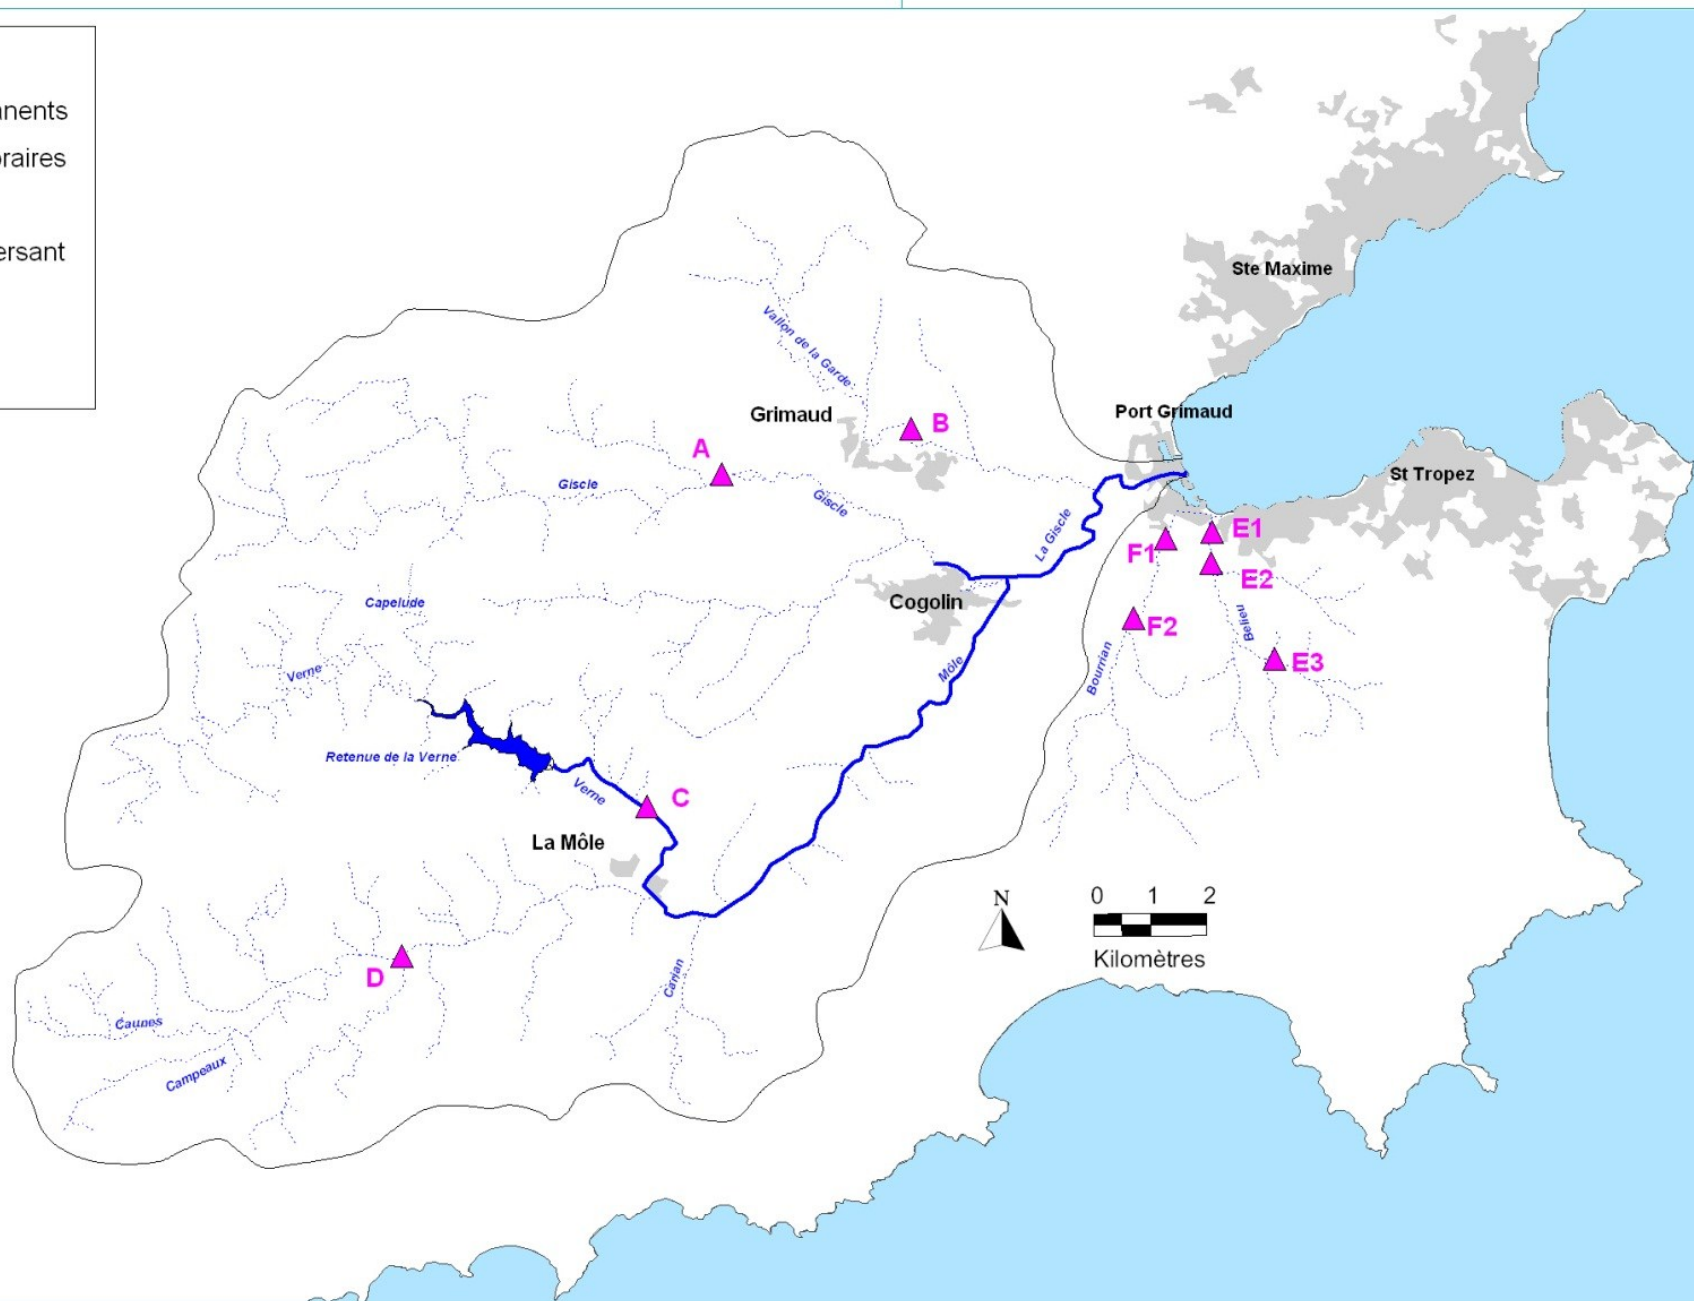 anents
oraires
ersant
Ste Maxime
Vallon de la Garde
Port Grimaud
Grimaud
B
A
St Tropez
Giscle
Giscle
La Giscle
E1
F1
E2
Capelude
Cogolin
Belieu
F2
Bourrian
E3
Verne
Môle
Retenue de la Verne
Verne
C
La Môle
N
0 1 2
Kilomètres
D
Carian
Caunes
Campeaux